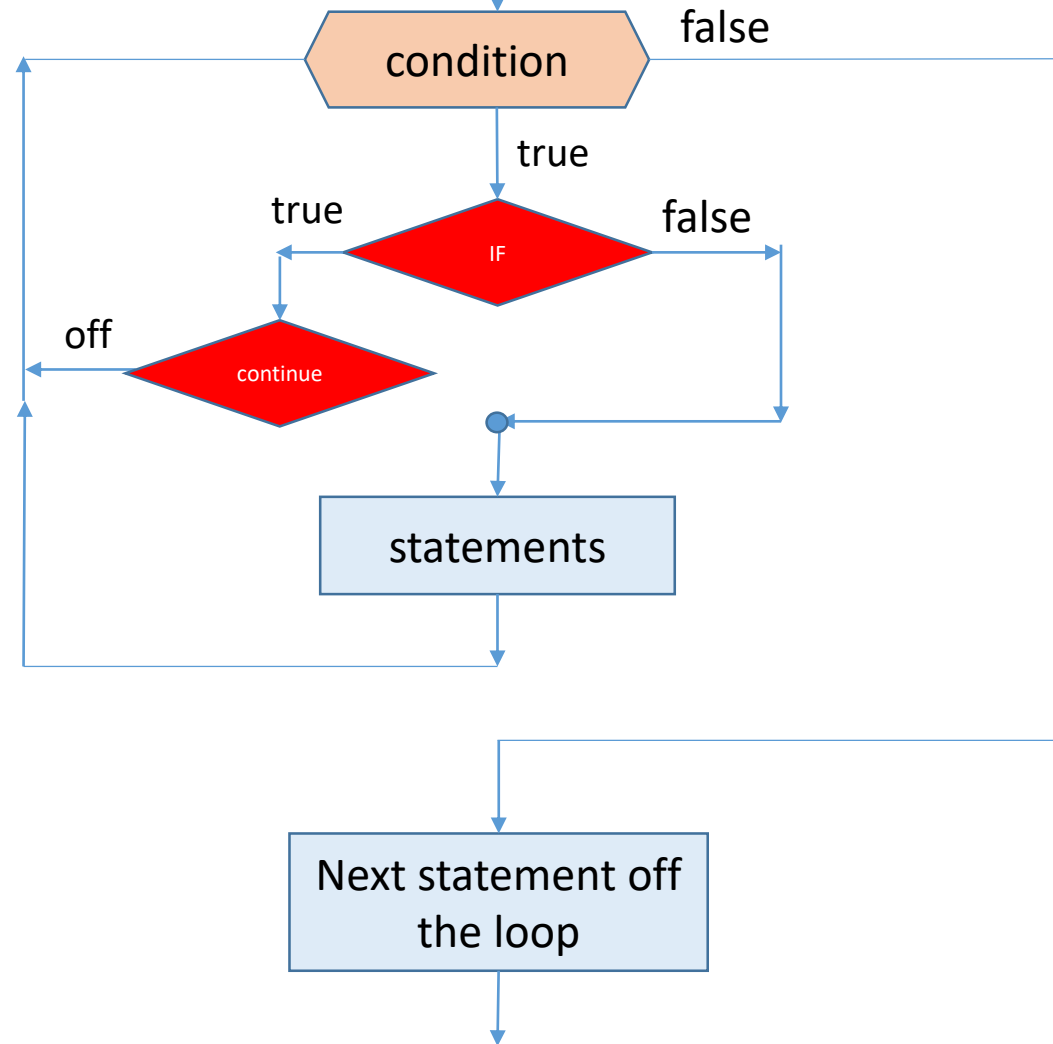 false
condition
true
true
false
IF
off
continue
statements
Next statement off
the loop